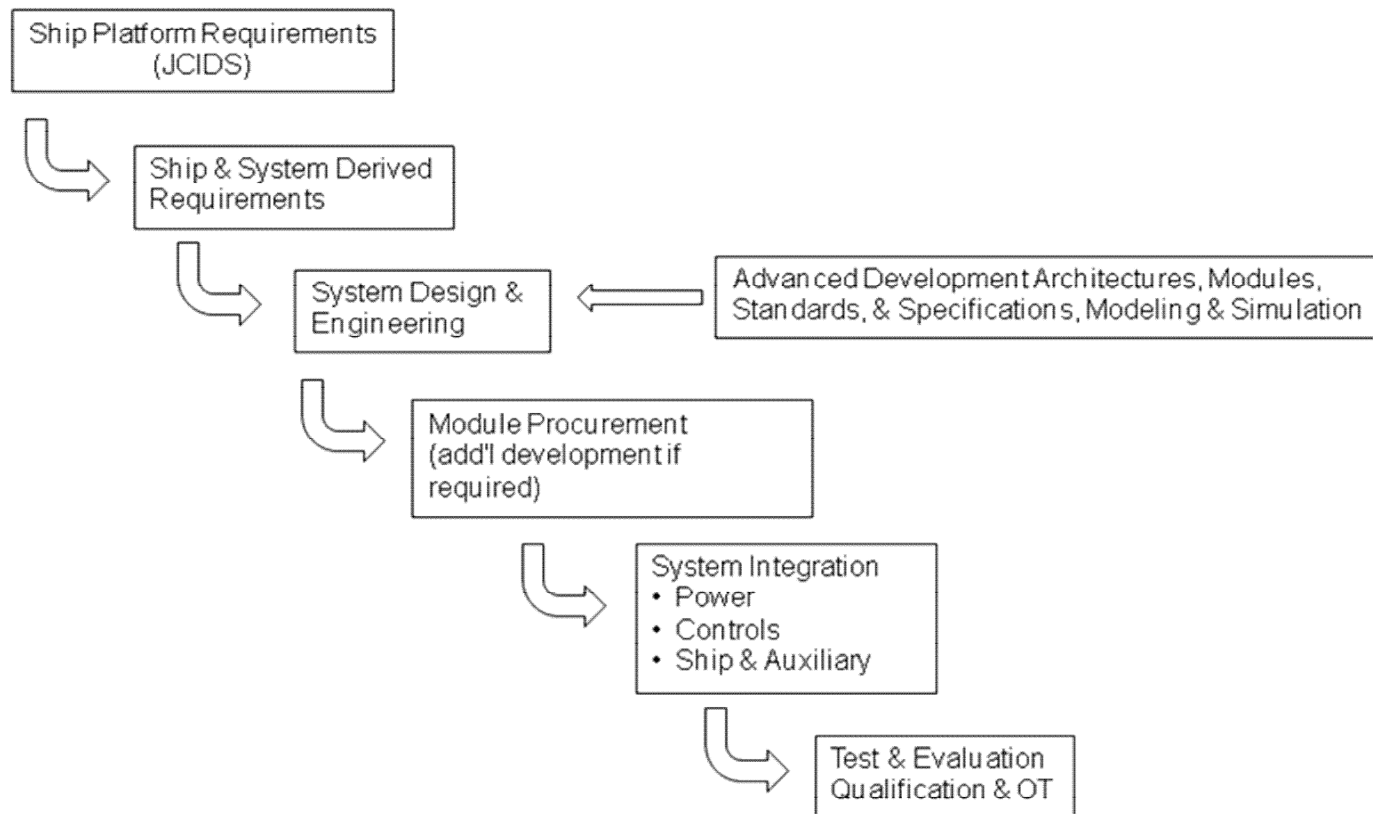 Ship Platform Requirements
(JCIDS)
Ship & System Derived
Requirements
System Design &
Engineering
Advanced Development Architectures, Modules,
Standards, & Specifications, Modeling & Simulation
Module Procurement
(add'l development if
required)
System Integration
• Power
• Controls
• Ship & Auxiliary
Test & Evaluation
Qualification & OT